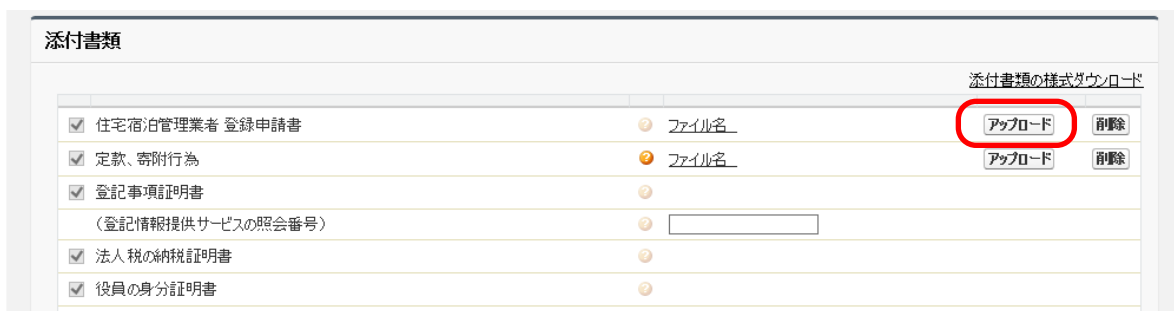 添付書類
添付書類の様式ダウンロード
住宅宿泊管理業者 登録申請書 ? ファイル名 アップロード 削除
定款、寄附行為 ? ファイル名 アップロード 削除
登記事項証明書 ?
（登記情報提供サービスの照会番号） ?
法人税の納税証明書 ?
役員の身分証明書 ?